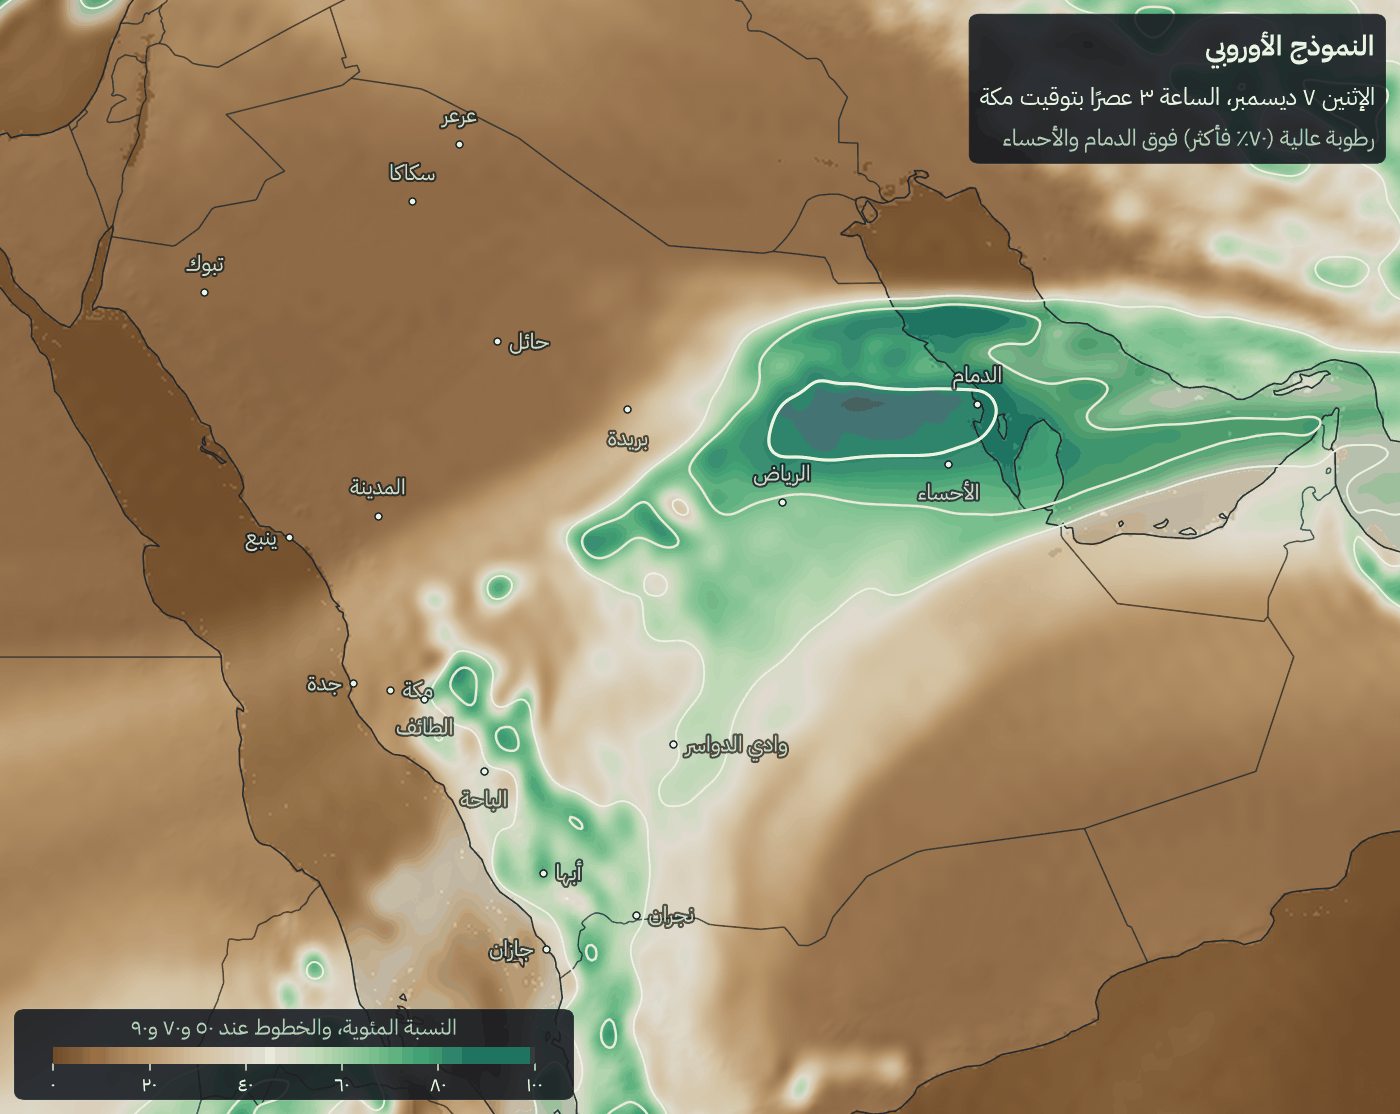 النموذج الأوروبي
الإثنين ٧ ديسمبر، الساعة ٣ عصرًا بتوقيت مكة
رطوبة عالية (٧٠٪ فأكثر) فوق الدمام والأحساء
عرعر
سكاكا
تبوك
حائل
الدمام
بريدة
الرياض
المدينة
الأحساء
ينبع
جدة
مكة
الطائف
وادي الدواسر
الباحة
أبها
نجران
جازان
النسبة المئوية، والخطوط عند ٥٠ و٧٠ و٩٠
٠ ٢٠ ٤٠ ٦٠ ٨٠ ١٠٠